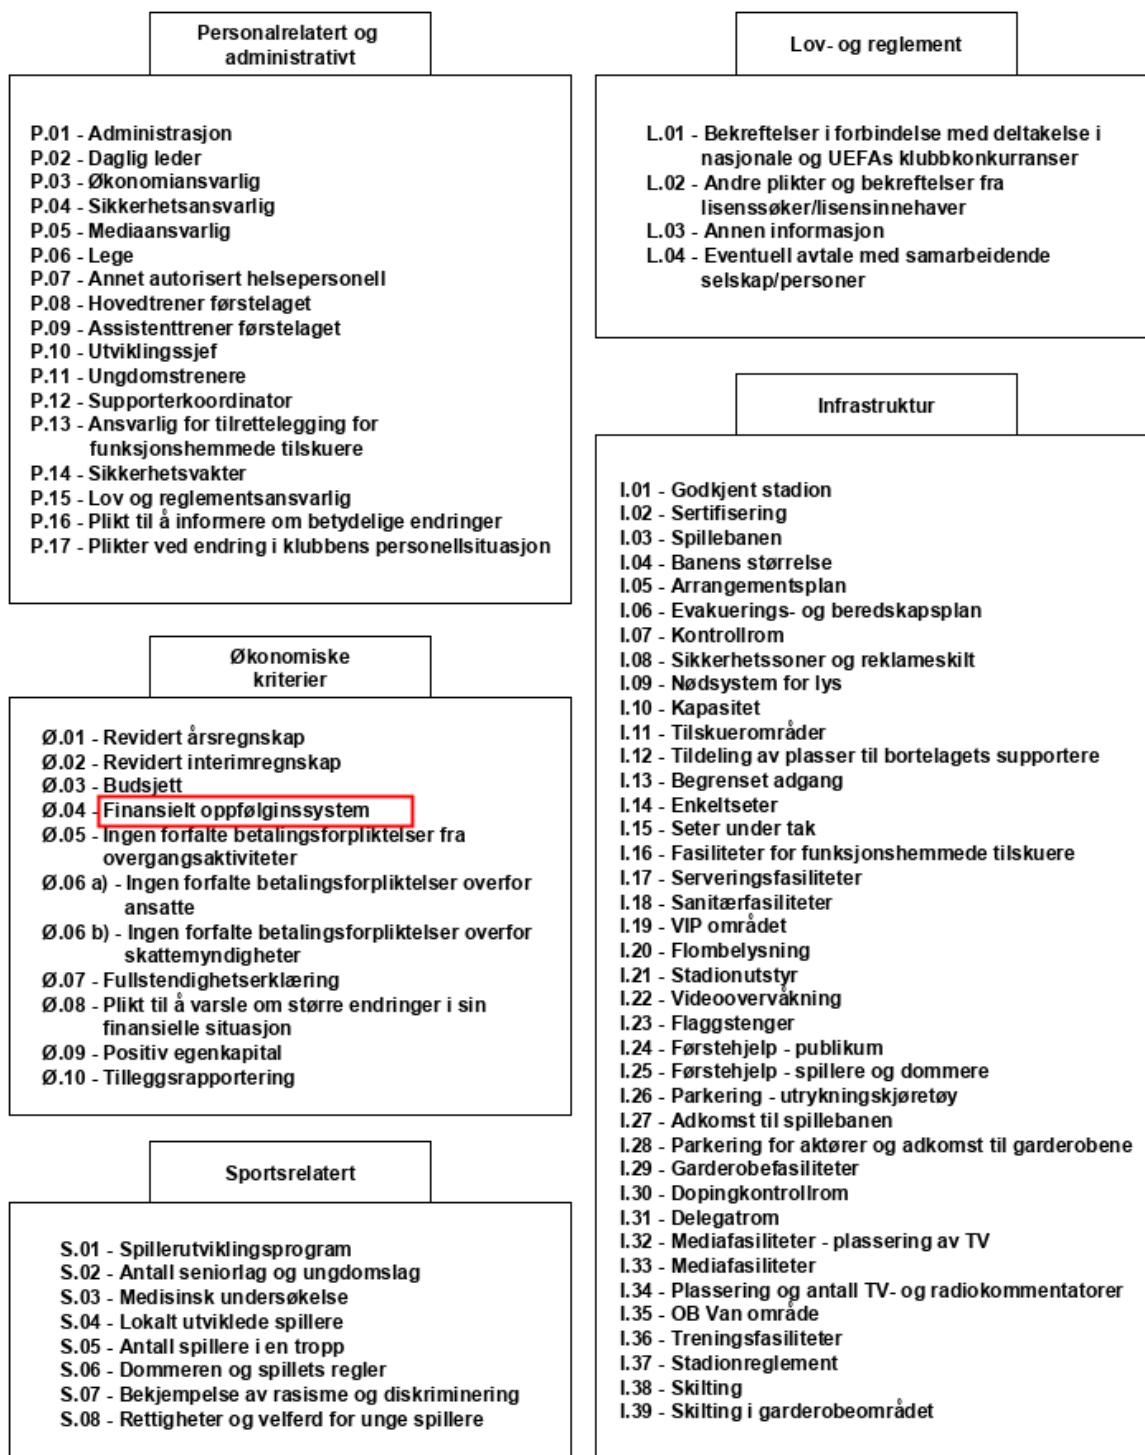 Personalrelatert og
administrativt
P.01 - Administrasjon
P.02 - Daglig leder
P.03 - Økonomiansvarlig
P.04 - Sikkerhetsansvarlig
P.05 - Mediaansvarlig
P.06 - Lege
P.07 - Annet autorisert helsepersonell
P.08 - Hovedtrener førstelaget
P.09 - Assistenttrener førstelaget
P.10 - Utviklingssjef
P.11 - Ungdomstrenere
P.12 - Supporterkoordinator
P.13 - Ansvarlig for tilrettelegging for
funksjonshemmede tilskuere
P.14 - Sikkerhetsvakter
P.15 - Lov og reglementsansvarlig
P.16 - Plikt til å informere om betydelige endringer
P.17 - Plikter ved endring i klubbens personellsituasjon
Økonomiske
kriterier
Ø.01 - Revidert årsregnskap
Ø.02 - Revidert interimregnskap
Ø.03 - Budsjett
Ø.04 - Finansielt oppfølginssystem
Ø.05 - Ingen forfalte betalingsforpliktelser fra
overgangsaktiviteter
Ø.06 a) - Ingen forfalte betalingsforpliktelser overfor
ansatte
Ø.06 b) - Ingen forfalte betalingsforpliktelser overfor
skattemyndigheter
Ø.07 - Fullstendighetserklæring
Ø.08 - Plikt til å varsle om større endringer i sin
finansielle situasjon
Ø.09 - Positiv egenkapital
Ø.10 - Tilleggsrapportering
Sportsrelatert
S.01 - Spillerutviklingsprogram
S.02 - Antall seniorlag og ungdomslag
S.03 - Medisinsk undersøkelse
S.04 - Lokalt utviklede spillere
S.05 - Antall spillere i en tropp
S.06 - Dommeren og spillets regler
S.07 - Bekjempelse av rasisme og diskriminering
S.08 - Rettigheter og velferd for unge spillere
Lov- og reglement
L.01 - Bekreftelser i forbindelse med deltakelse i
nasjonale og UEFAs klubbkonkurranser
L.02 - Andre plikter og bekreftelser fra
lisenssøker/lisensinnehaver
L.03 - Annen informasjon
L.04 - Eventuell avtale med samarbeidende
selskap/personer
Infrastruktur
I.01 - Godkjent stadion
I.02 - Sertifisering
I.03 - Spillebanen
I.04 - Banens størrelse
I.05 - Arrangementsplan
I.06 - Evakuerings- og beredskapsplan
I.07 - Kontrollrom
I.08 - Sikkerhetssoner og reklameskilt
I.09 - Nødsystem for lys
I.10 - Kapasitet
I.11 - Tilskuerområder
I.12 - Tildeling av plasser til bortelagets supportere
I.13 - Begrenset adgang
I.14 - Enkeltseter
I.15 - Seter under tak
I.16 - Fasiliteter for funksjonshemmede tilskuere
I.17 - Serveringsfasiliteter
I.18 - Sanitærfasiliteter
I.19 - VIP området
I.20 - Flombelysning
I.21 - Stadionutstyr
I.22 - Videoovervåkning
I.23 - Flaggstenger
I.24 - Førstehjelp - publikum
I.25 - Førstehjelp - spillere og dommere
I.26 - Parkering - utrykningskjøretøy
I.27 - Adkomst til spillebanen
I.28 - Parkering for aktører og adkomst til garderobene
I.29 - Garderobefasiliteter
I.30 - Dopingkontrollrom
I.31 - Delegatrom
I.32 - Mediafasiliteter - plassering av TV
I.33 - Mediafasiliteter
I.34 - Plassering og antall TV- og radiokommentatorer
I.35 - OB Van område
I.36 - Treningsfasiliteter
I.37 - Stadionreglement
I.38 - Skilting
I.39 - Skilting i garderobeområdet